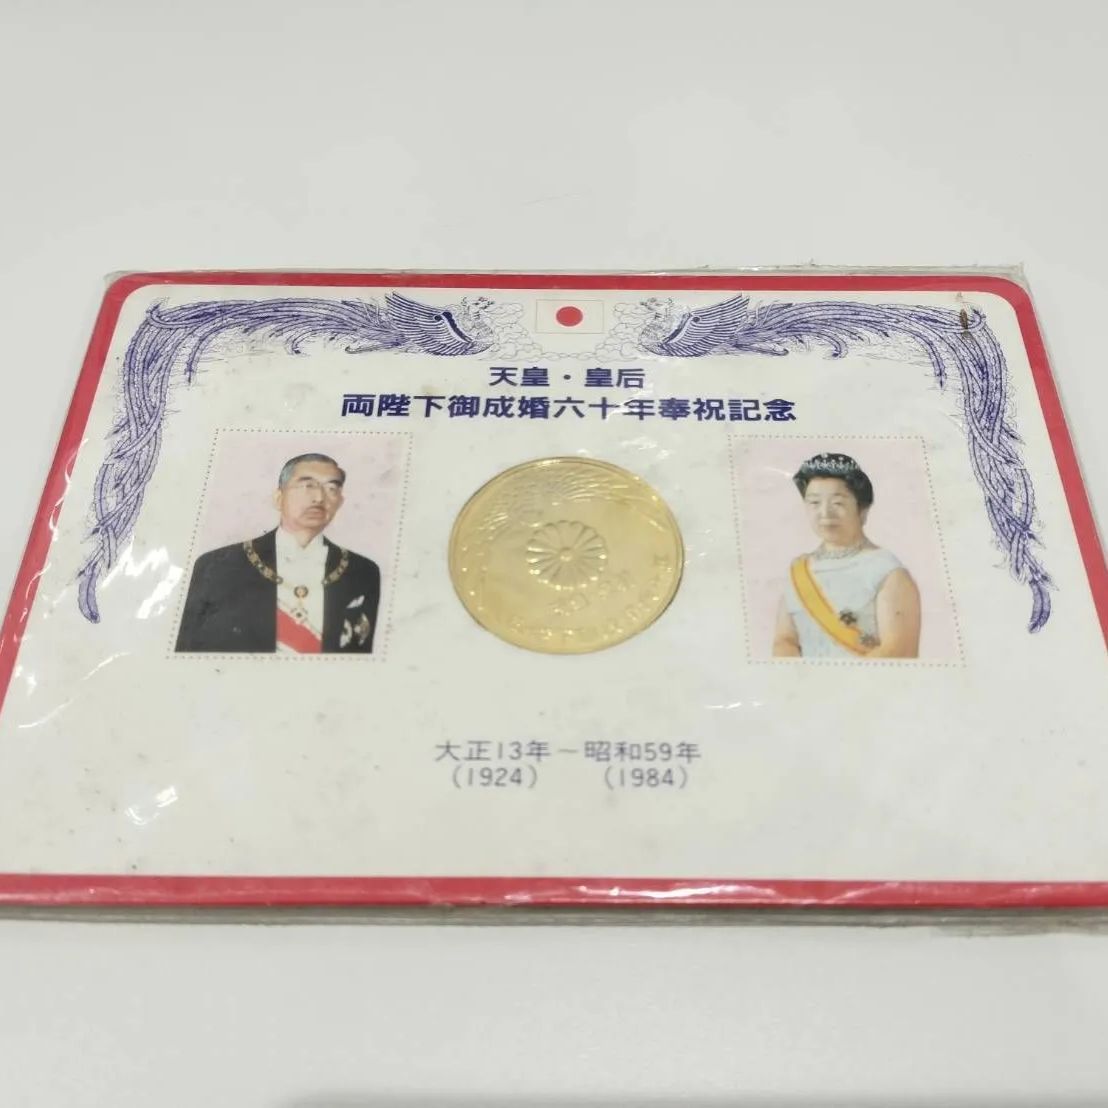 天皇・皇后
両陛下御成婚六十年奉祝記念
大正13年～昭和59年
(1924) (1984)